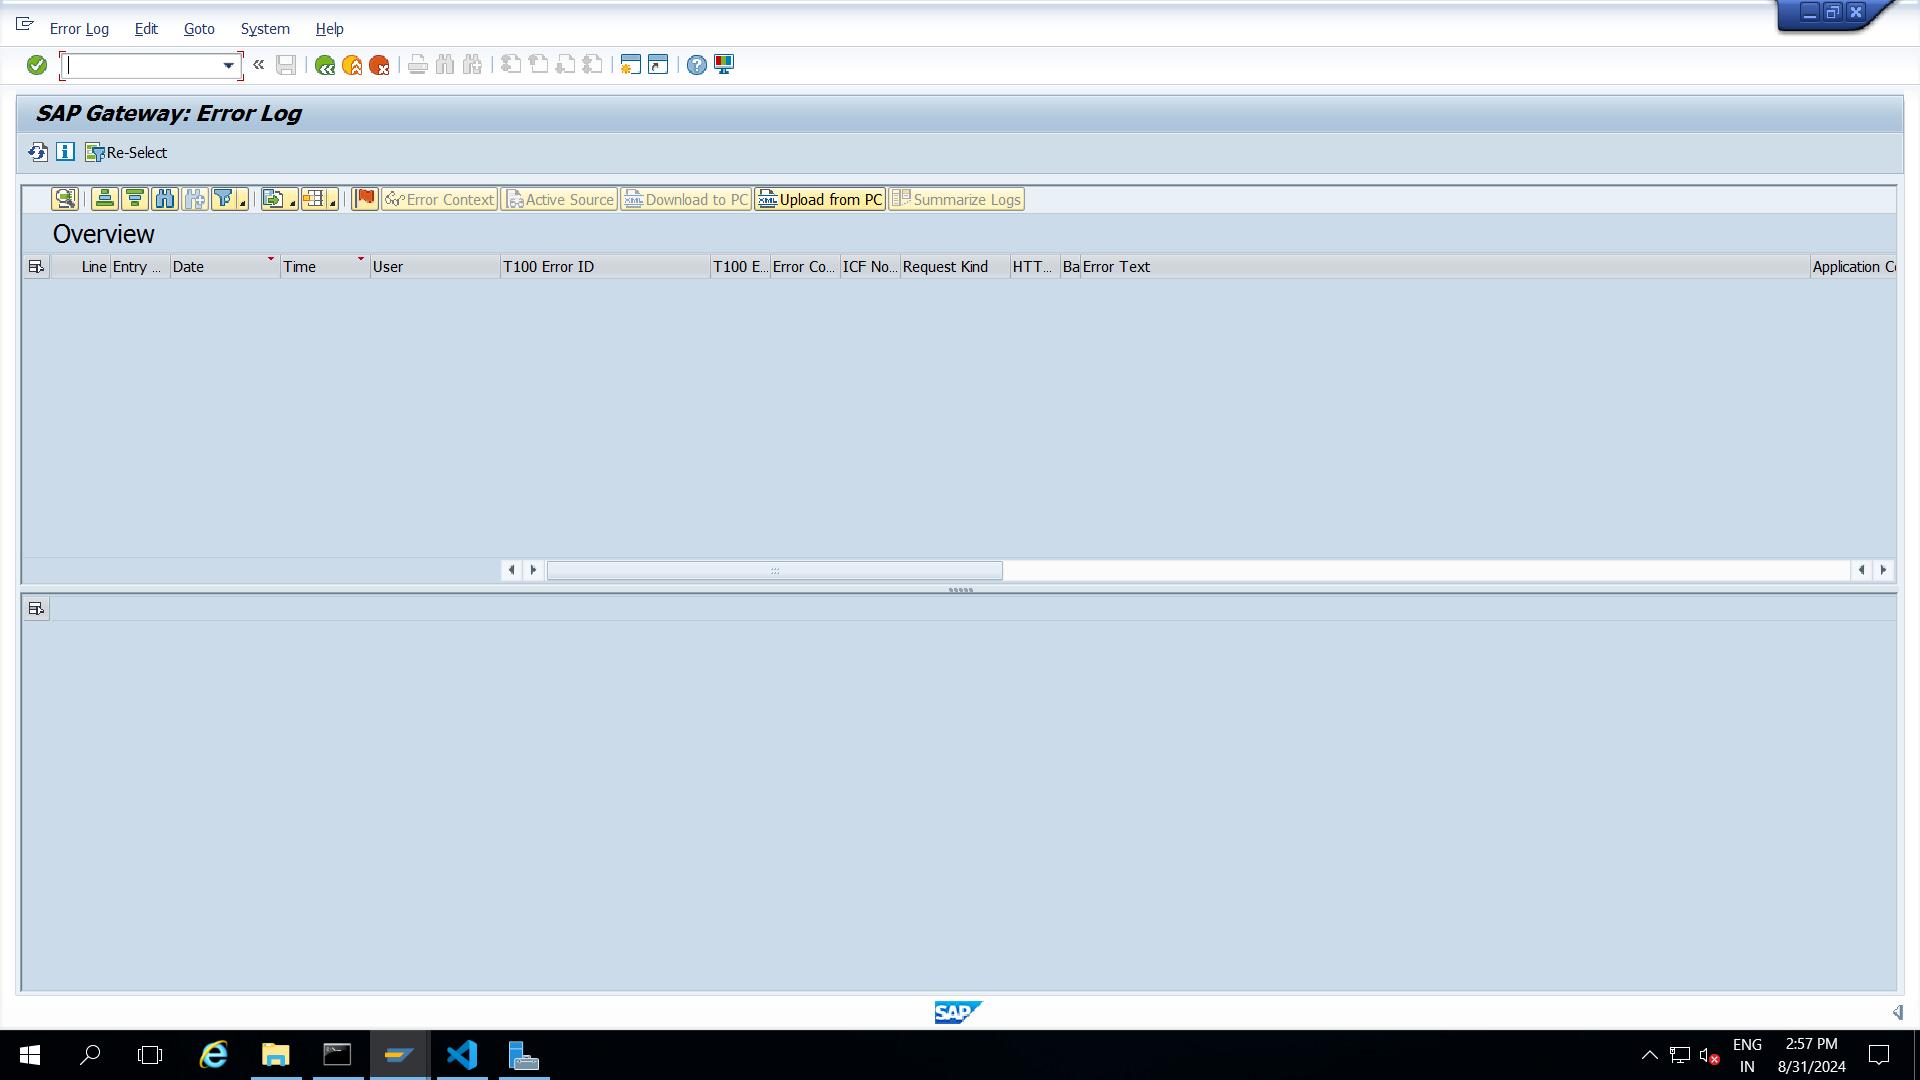 Error Log Edit Goto System Help
SAP Gateway: Error Log
Re-Select
Error Context Active Source Download to PC Upload from PC Summarize Logs
Overview
Line Entry ... Date Time User T100 Error ID T100 E... Error Co... ICF No... Request Kind HTT... Ba Error Text Application Co
SAP
ENG
IN
2:57 PM
8/31/2024